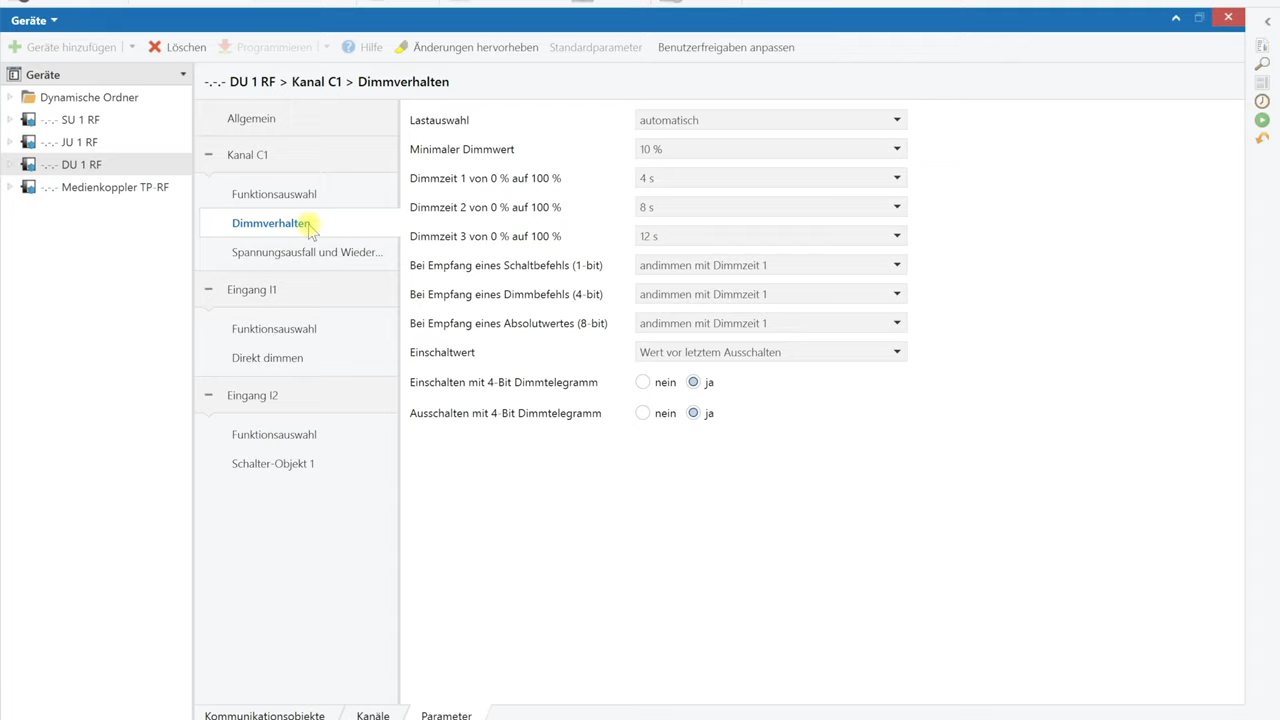 Geräte
Geräte hinzufügen Löschen Programmieren Hilfe Änderungen hervorheben Standardparameter Benutzerfreigaben anpassen
Geräte
Dynamische Ordner
-.-.- SU 1 RF
-.-.- JU 1 RF
-.-.- DU 1 RF
-.-.- Medienkoppler TP-RF
-.-.- DU 1 RF > Kanal C1 > Dimmverhalten
Allgemein
Kanal C1
Funktionsauswahl
Dimmverhalten
Spannungsausfall und Wieder...
Eingang I1
Funktionsauswahl
Direkt dimmen
Eingang I2
Funktionsauswahl
Schalter-Objekt 1
Lastauswahl automatisch
Minimaler Dimmwert 10 %
Dimmzeit 1 von 0 % auf 100 % 4 s
Dimmzeit 2 von 0 % auf 100 % 8 s
Dimmzeit 3 von 0 % auf 100 % 12 s
Bei Empfang eines Schaltbefehls (1-bit) andimmen mit Dimmzeit 1
Bei Empfang eines Dimmbefehls (4-bit) andimmen mit Dimmzeit 1
Bei Empfang eines Absolutwertes (8-bit) andimmen mit Dimmzeit 1
Einschaltwert Wert vor letztem Ausschalten
Einschalten mit 4-Bit Dimmtelegramm nein ja
Ausschalten mit 4-Bit Dimmtelegramm nein ja
Kommunikationsobjekte Kanäle Parameter